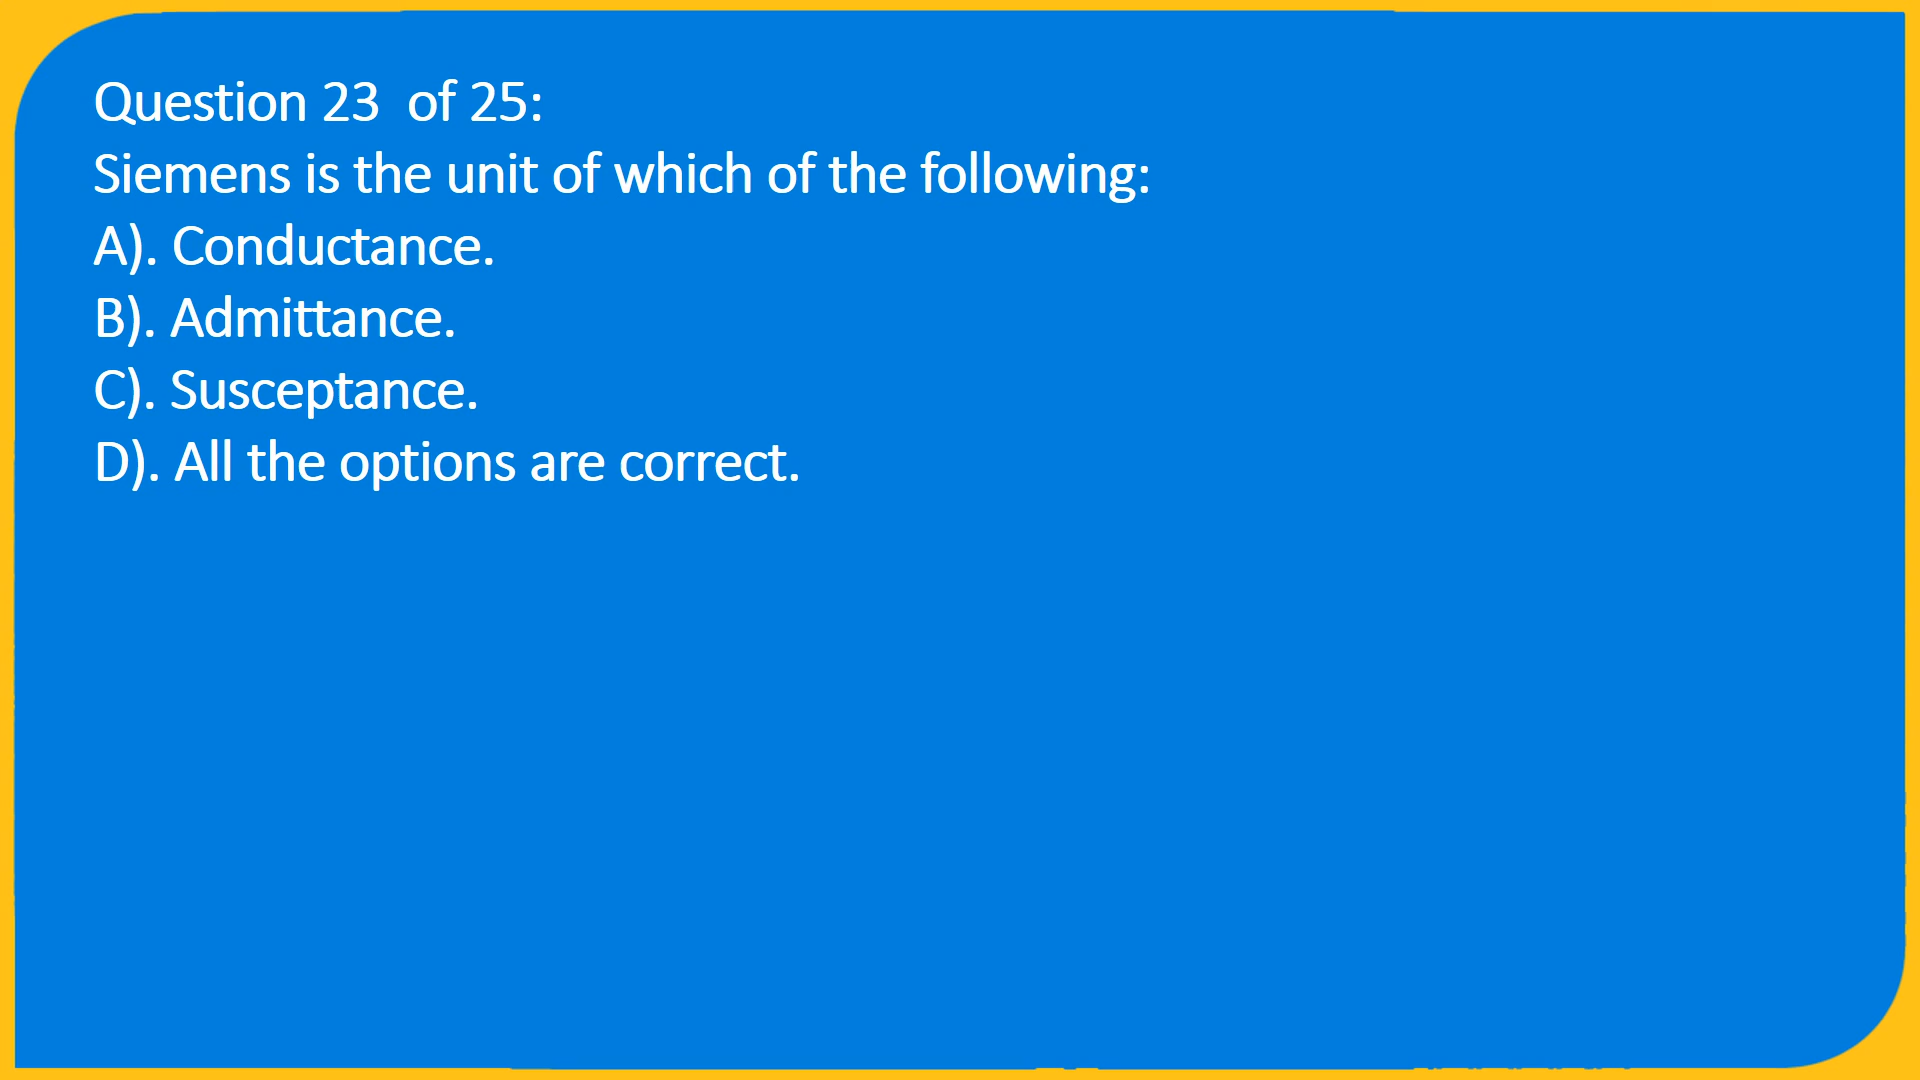 Question 23  of 25:
Siemens is the unit of which of the following:
A). Conductance.
B). Admittance.
C). Susceptance.
D). All the options are correct.